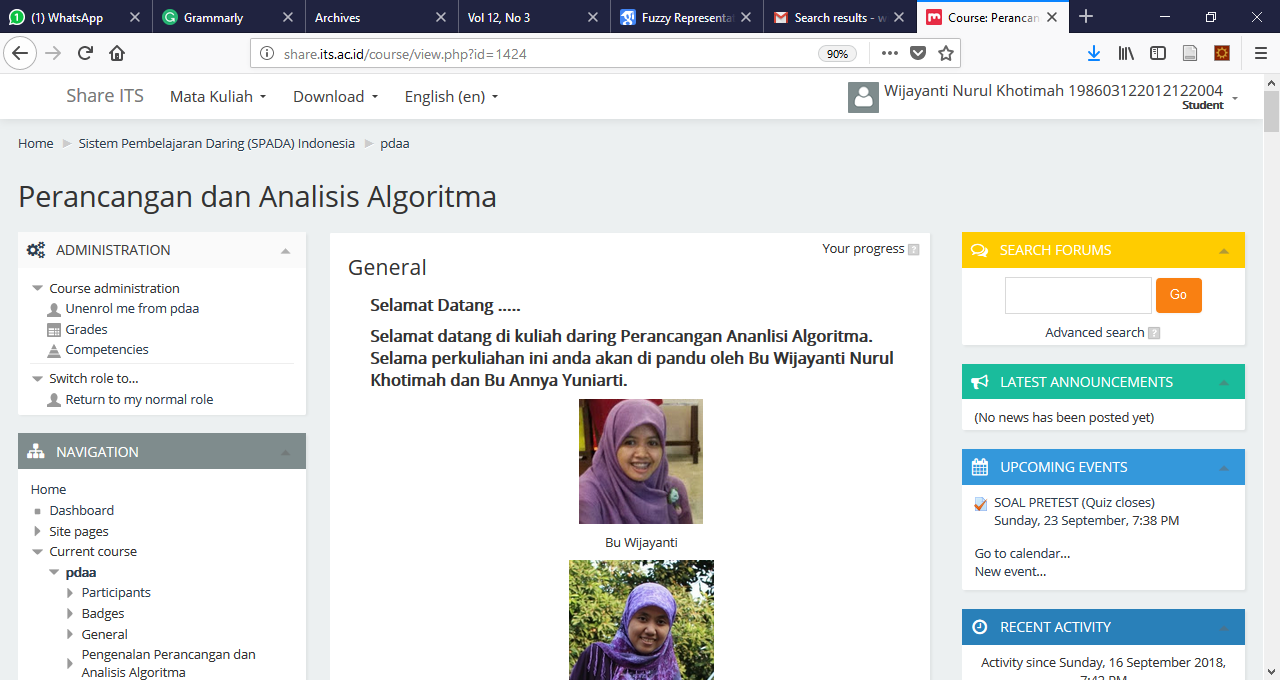 (1) WhatsApp
Grammarly
Archives
Vol 12, No 3
Fuzzy Representa
Search results - w
Course: Perancan
share.its.ac.id/course/view.php?id=1424
90%
Share ITS
Mata Kuliah
Download
English (en)
Wijayanti Nurul Khotimah 198603122012122004
Student
Home
Sistem Pembelajaran Daring (SPADA) Indonesia
pdaa
Perancangan dan Analisis Algoritma
ADMINISTRATION
Course administration
Unenrol me from pdaa
Grades
Competencies
Switch role to...
Return to my normal role
NAVIGATION
Home
Dashboard
Site pages
Current course
pdaa
Participants
Badges
General
Pengenalan Perancangan dan
Analisis Algoritma
Your progress
General
Selamat Datang .....
Selamat datang di kuliah daring Perancangan Ananlisi Algoritma.
Selama perkuliahan ini anda akan di pandu oleh Bu Wijayanti Nurul
Khotimah dan Bu Annya Yuniarti.
Bu Wijayanti
SEARCH FORUMS
Go
Advanced search
LATEST ANNOUNCEMENTS
(No news has been posted yet)
UPCOMING EVENTS
SOAL PRETEST (Quiz closes)
Sunday, 23 September, 7:38 PM
Go to calendar...
New event...
RECENT ACTIVITY
Activity since Sunday, 16 September 2018,
7:42 PM